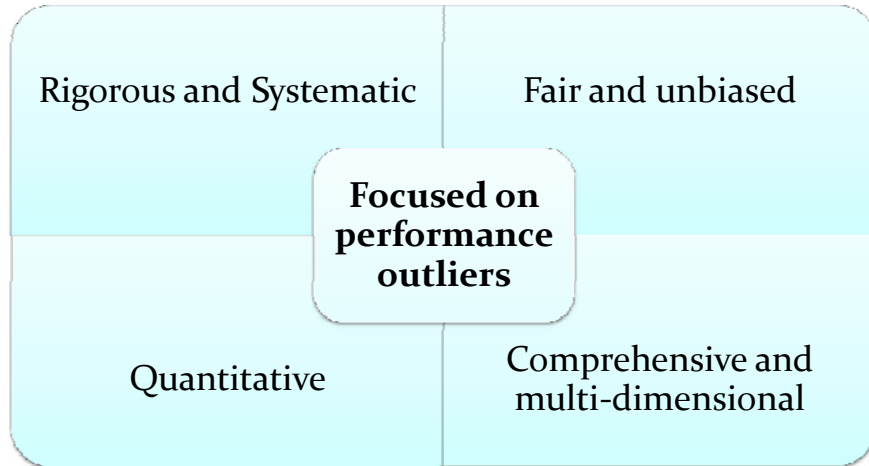 Rigorous and Systematic
Fair and unbiased
Focused on
performance
outliers
Quantitative
Comprehensive and
multi-dimensional